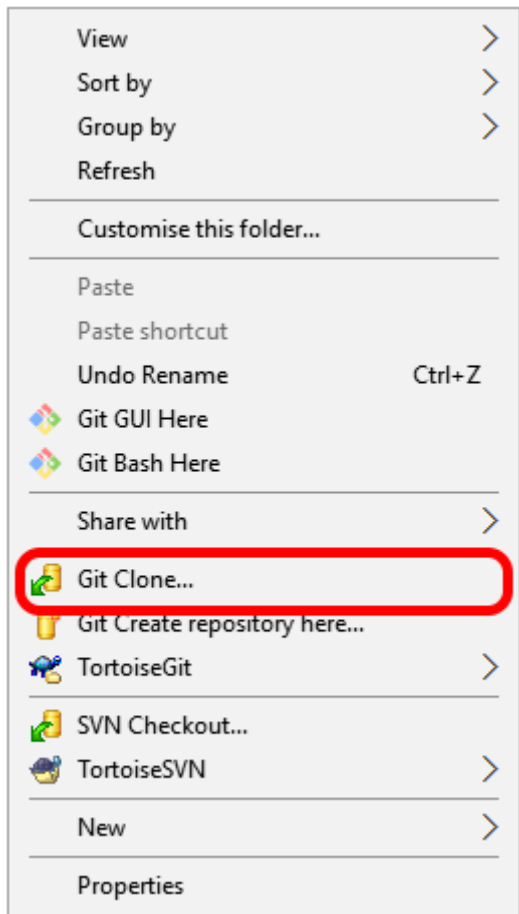 View
Sort by
Group by
Refresh
Customise this folder...
Paste
Paste shortcut
Undo Rename Ctrl+Z
Git GUI Here
Git Bash Here
Share with
Git Clone...
Git Create repository here...
TortoiseGit
SVN Checkout...
TortoiseSVN
New
Properties